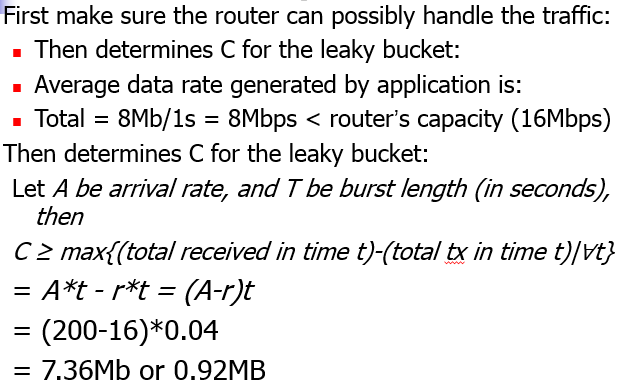 First make sure the router can possibly handle the traffic:
▪ Then determines C for the leaky bucket:
▪ Average data rate generated by application is:
▪ Total = 8Mb/1s = 8Mbps < router’s capacity (16Mbps)
Then determines C for the leaky bucket:
Let A be arrival rate, and T be burst length (in seconds),
then
C ≥ max{(total received in time t)-(total tx in time t)|∀t}
= A*t - r*t = (A-r)t
= (200-16)*0.04
= 7.36Mb or 0.92MB